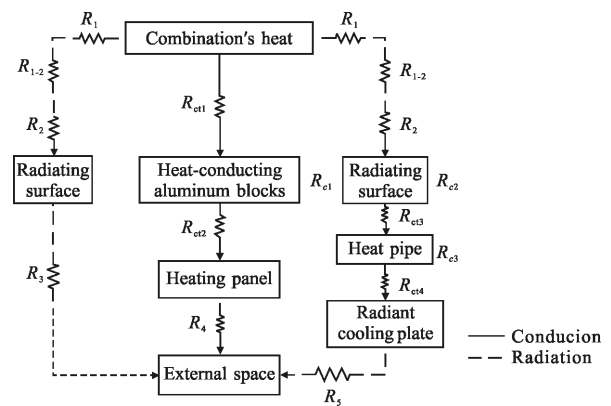 R1
Combination's heat
R1
R1-2
R1-2
Rct1
R2
R2
Radiating
surface
Heat-conducting
aluminum blocks
Rc1
Radiating
surface
Rc2
Rct2
Rct3
Heat pipe
Rc3
R3
Heating panel
Rct4
R4
Radiant
cooling plate
Conducion
Radiation
External space
R5